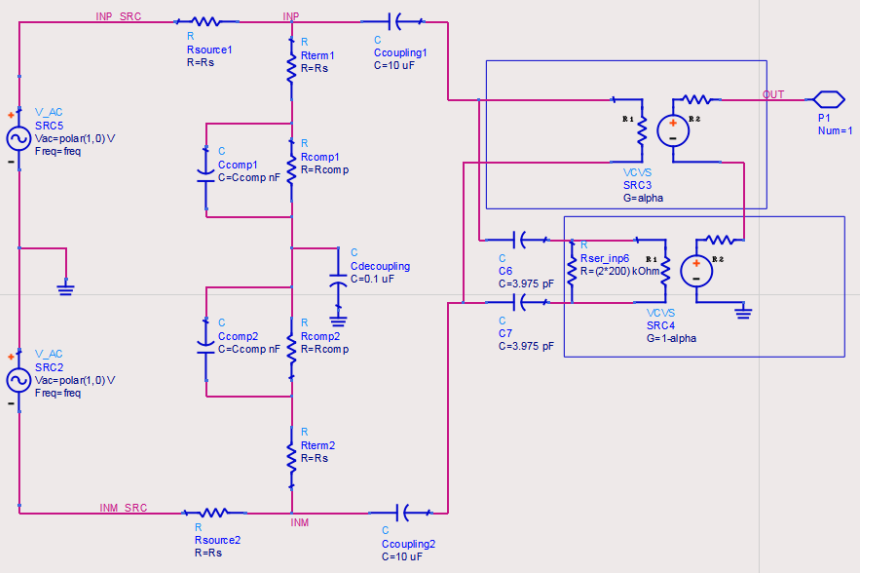 INP_SRC
INP
R
Rsource1
R=Rs
R
Rterm1
R=Rs
C
Ccoupling1
C=10 uF
V_AC
SRC5
Vac=polar(1,0) V
Freq=freq
C
Ccomp1
C=Ccomp nF
R
Rcomp1
R=Rcomp
R1
R2
VCVS
SRC3
G=alpha
OUT
P1
Num=1
C
Cdecoupling
C=0.1 uF
C
C6
C=3.975 pF
R
Rser_inp6
R=(2*200) kOhm
R1
R2
VCVS
SRC4
G=1-alpha
C
C7
C=3.975 pF
V_AC
SRC2
Vac=polar(1,0) V
Freq=freq
C
Ccomp2
C=Ccomp nF
R
Rcomp2
R=Rcomp
R
Rterm2
R=Rs
INM_SRC
INM
R
Rsource2
R=Rs
C
Ccoupling2
C=10 uF